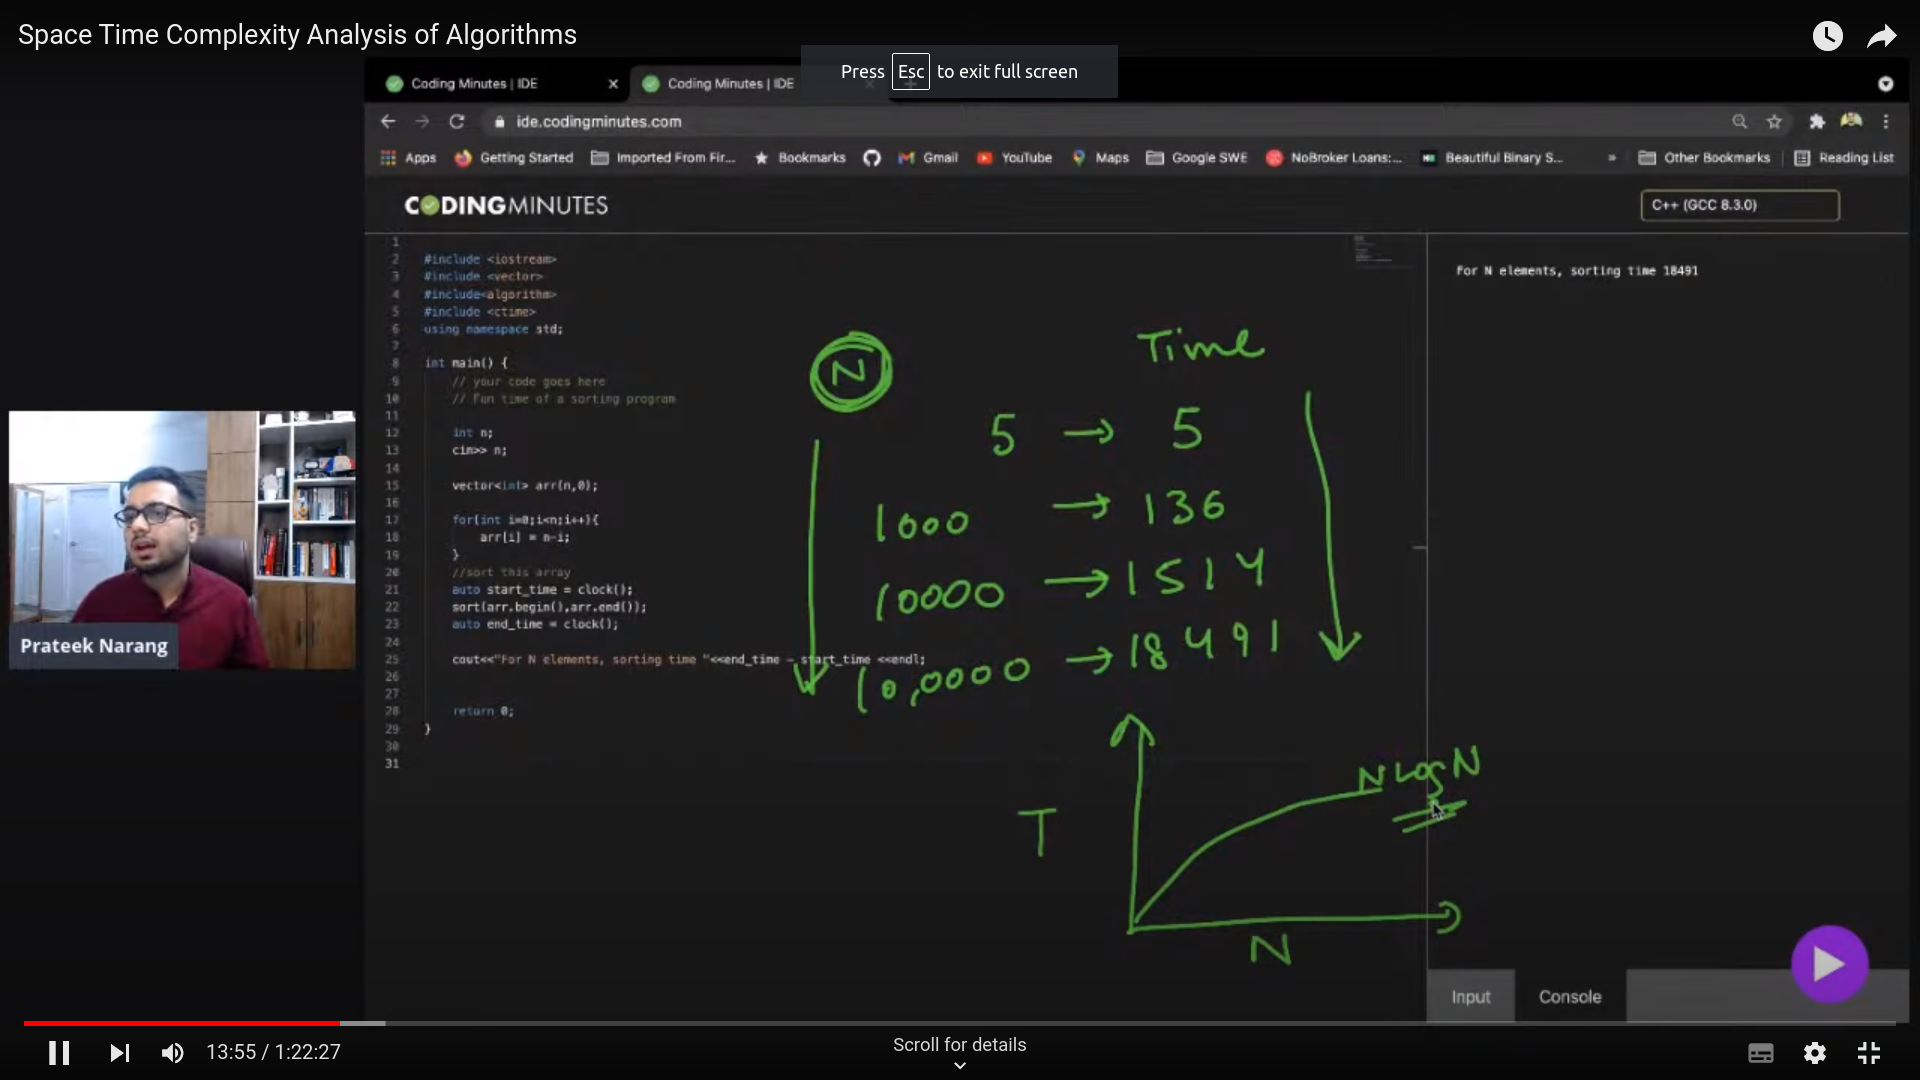 Space Time Complexity Analysis of Algorithms
Press Esc to exit full screen
Coding Minutes | IDE
Coding Minutes | IDE
ide.codingminutes.com
Apps Getting Started Imported From Fir... Bookmarks Gmail YouTube Maps Google SWE NoBroker Loans:... Beautiful Binary S... » Other Bookmarks Reading List
CODINGMINUTES
C++ (GCC 8.3.0)
1
2 #include <iostream>
3 #include <vector>
4 #include<algorithm>
5 #include <ctime>
6 using namespace std;
7
8 int main() {
9 // your code goes here
10 // Fun time of a sorting program
11
12 int n;
13 cin>> n;
14
15 vector<int> arr(n,0);
16
17 for(int i=0;i<n;i++){
18 arr[i] = n-i;
19 }
20 //sort this array
21 auto start_time = clock();
22 sort(arr.begin(),arr.end());
23 auto end_time = clock();
24
25 cout<<"For N elements, sorting time "<<end_time - start_time <<endl;
26
27
28 return 0;
29 }
30
31
For N elements, sorting time 18491
N Time
5 → 5
1000 → 136
10000 → 1514
10,0000 → 18491
N Log N
T
N
Prateek Narang
Input Console
13:55 / 1:22:27
Scroll for details